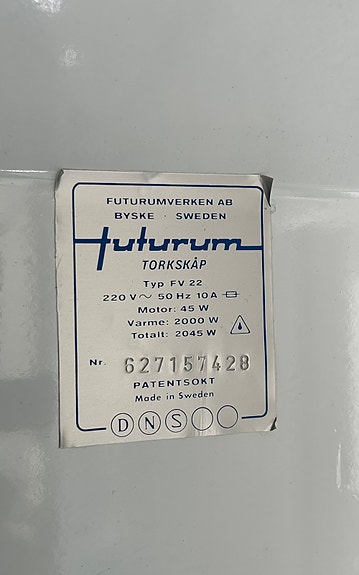 FUTURUMVERKEN AB
BYSKE · SWEDEN
futurum
TORKSKÅP
Typ FV 22
220 V ~ 50 Hz 10 A
Motor: 45 W
Värme: 2000 W
Totalt: 2045 W
Nr. 627157428
PATENTSÖKT
Made in Sweden
D N S